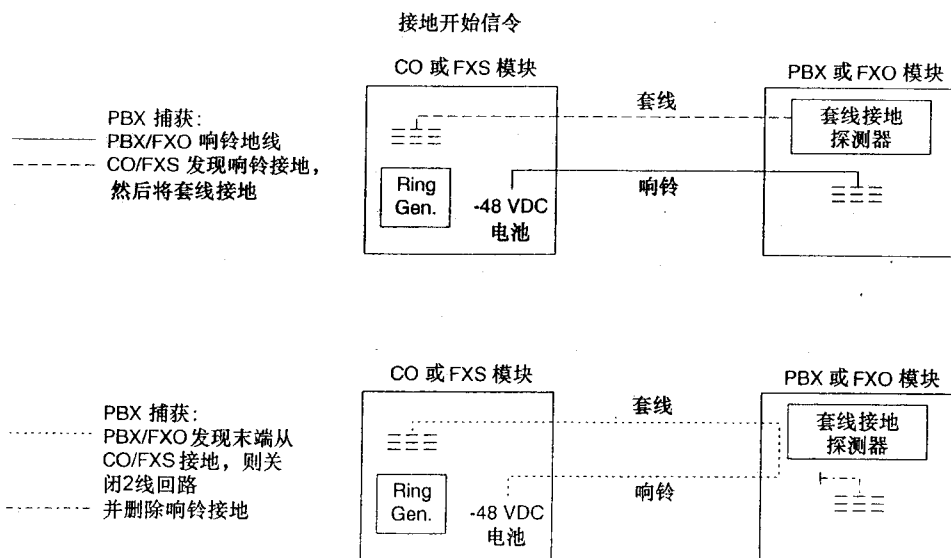 接地开始信令
CO 或 FXS 模块
PBX 或 FXO 模块
PBX 捕获:
PBX/FXO 响铃地线
CO/FXS 发现响铃接地，
然后将套线接地
套线
套线接地
探测器
Ring
Gen.
-48 VDC
电池
响铃
CO 或 FXS 模块
PBX 或 FXO 模块
PBX 捕获:
PBX/FXO 发现末端从
CO/FXS 接地，则关
闭2线回路
并删除响铃接地
套线
套线接地
探测器
Ring
Gen.
-48 VDC
电池
响铃